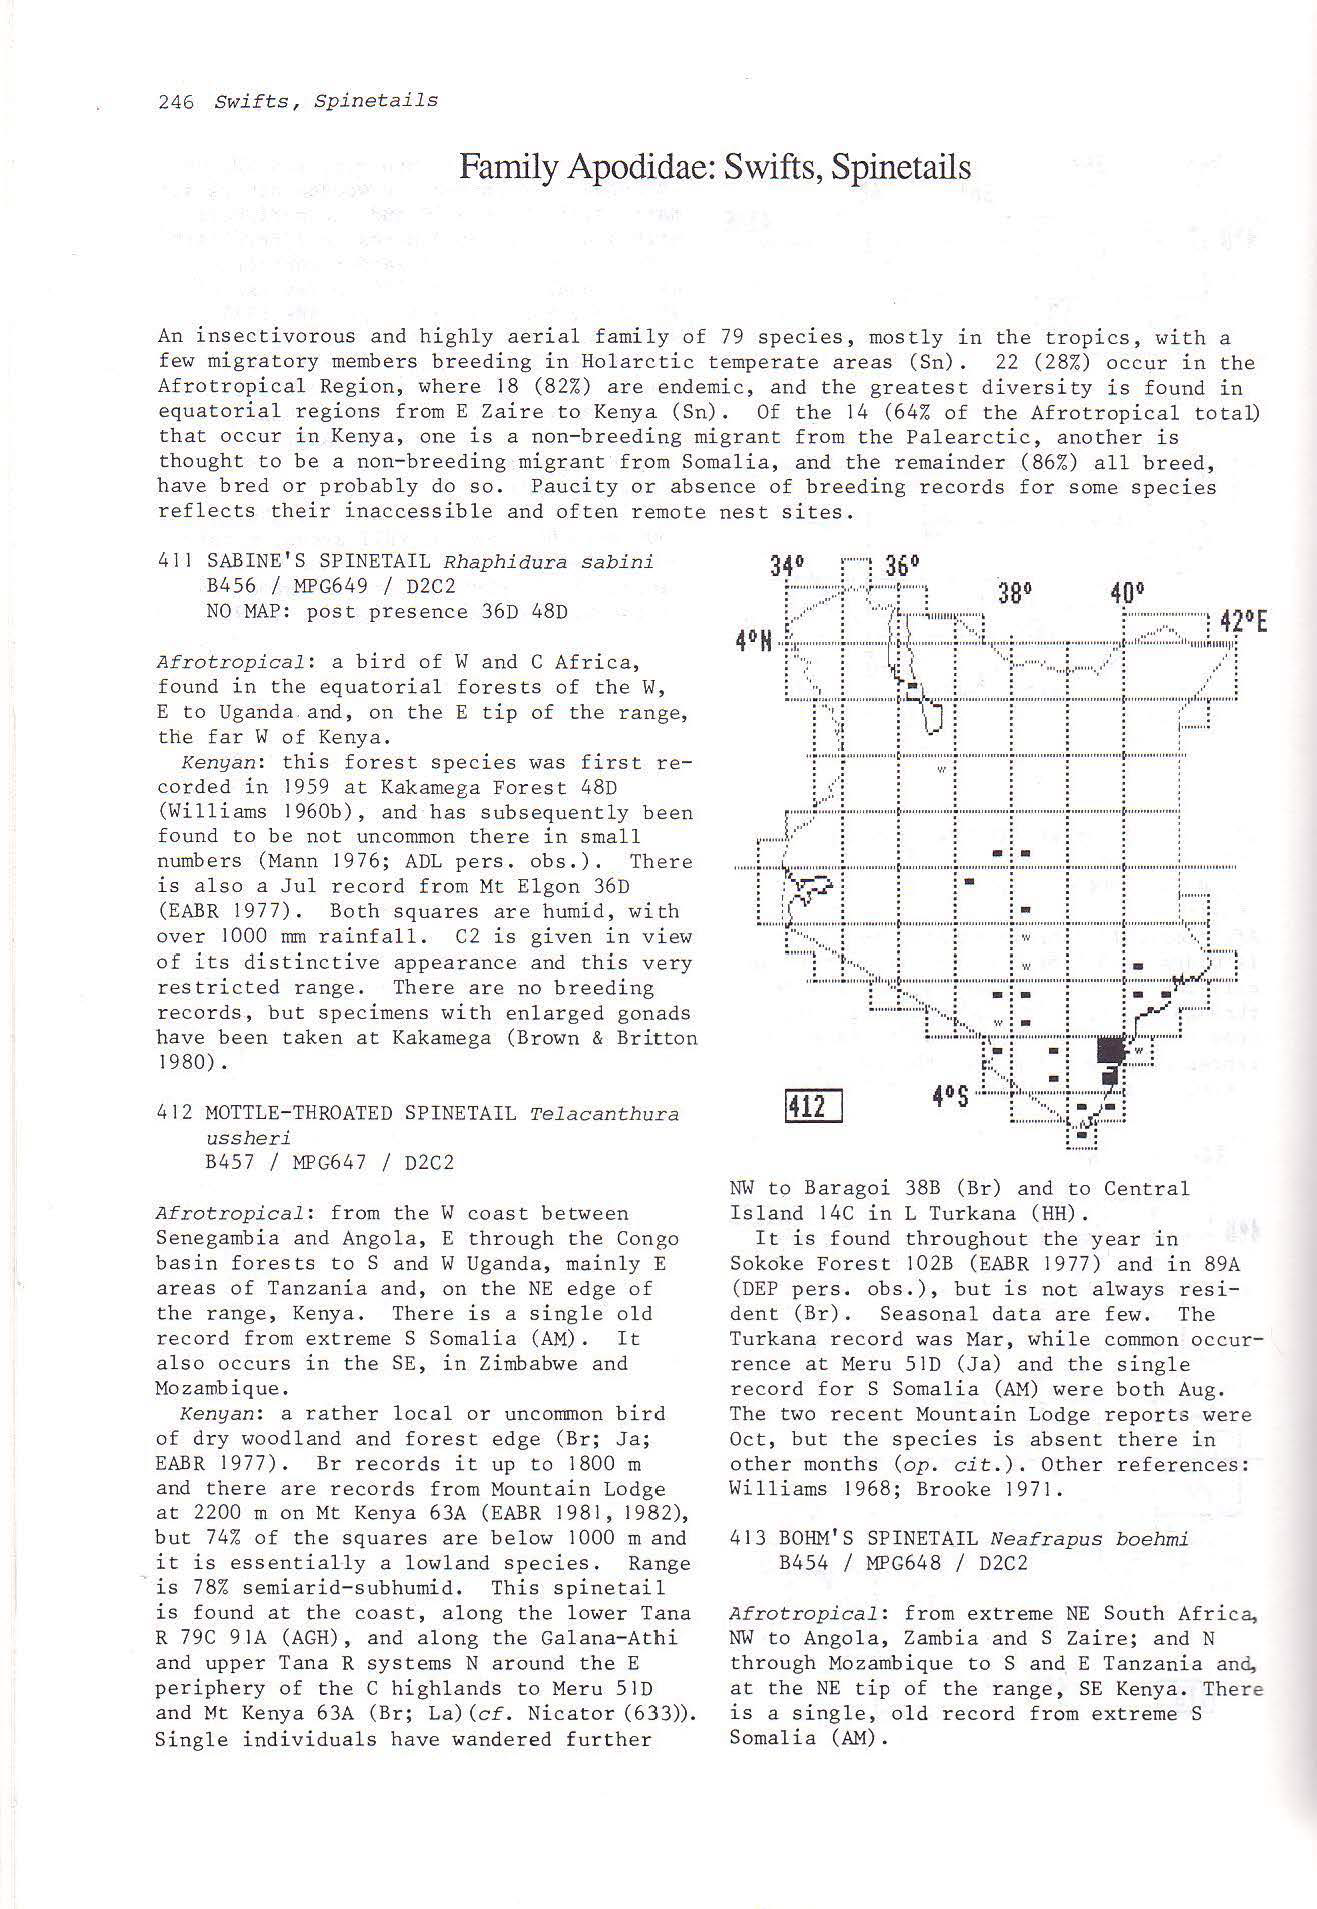 246 Swifts, Spinetails
Family Apodidae: Swifts, Spinetails
An insectivorous and highly aerial family of 79 species, mostly in the tropics, with a
few migratory members breeding in Holarctic temperate areas (Sn). 22 (28%) occur in the
Afrotropical Region, where 18 (82%) are endemic, and the greatest diversity is found in
equatorial regions from E Zaire to Kenya (Sn). Of the 14 (64% of the Afrotropical total)
that occur in Kenya, one is a non-breeding migrant from the Palearctic, another is
thought to be a non-breeding migrant from Somalia, and the remainder (86%) all breed,
have bred or probably do so. Paucity or absence of breeding records for some species
reflects their inaccessible and often remote nest sites.
411 SABINE'S SPINETAIL Rhaphidura sabini
B456 / MPG649 / D2C2
NO MAP: post presence 36D 48D
Afrotropical: a bird of W and C Africa,
found in the equatorial forests of the W,
E to Uganda and, on the E tip of the range,
the far W of Kenya.
Kenyan: this forest species was first re-
corded in 1959 at Kakamega Forest 48D
(Williams 1960b), and has subsequently been
found to be not uncommon there in small
numbers (Mann 1976; ADL pers. obs.). There
is also a Jul record from Mt Elgon 36D
(EABR 1977). Both squares are humid, with
over 1000 mm rainfall. C2 is given in view
of its distinctive appearance and this very
restricted range. There are no breeding
records, but specimens with enlarged gonads
have been taken at Kakamega (Brown & Britton
1980).
412 MOTTLE-THROATED SPINETAIL Telacanthura
ussheri
B457 / MPG647 / D2C2
Afrotropical: from the W coast between
Senegambia and Angola, E through the Congo
basin forests to S and W Uganda, mainly E
areas of Tanzania and, on the NE edge of
the range, Kenya. There is a single old
record from extreme S Somalia (AM). It
also occurs in the SE, in Zimbabwe and
Mozambique.
Kenyan: a rather local or uncommon bird
of dry woodland and forest edge (Br; Ja;
EABR 1977). Br records it up to 1800 m
and there are records from Mountain Lodge
at 2200 m on Mt Kenya 63A (EABR 1981, 1982),
but 74% of the squares are below 1000 m and
it is essentially a lowland species. Range
is 78% semiarid-subhumid. This spinetail
is found at the coast, along the lower Tana
R 79C 91A (AGH), and along the Galana-Athi
and upper Tana R systems N around the E
periphery of the C highlands to Meru 51D
and Mt Kenya 63A (Br; La)(cf. Nicator (633)).
Single individuals have wandered further
34° 36°
38° 40°
42°E
4°N
W
W
W
W
W
4°S
412
NW to Baragoi 38B (Br) and to Central
Island 14C in L Turkana (HH).
It is found throughout the year in
Sokoke Forest 102B (EABR 1977) and in 89A
(DEP pers. obs.), but is not always resi-
dent (Br). Seasonal data are few. The
Turkana record was Mar, while common occur-
rence at Meru 51D (Ja) and the single
record for S Somalia (AM) were both Aug.
The two recent Mountain Lodge reports were
Oct, but the species is absent there in
other months (op. cit.). Other references:
Williams 1968; Brooke 1971.
413 BOHM'S SPINETAIL Neafrapus boehmi
B454 / MPG648 / D2C2
Afrotropical: from extreme NE South Africa,
NW to Angola, Zambia and S Zaire; and N
through Mozambique to S and E Tanzania and,
at the NE tip of the range, SE Kenya. There
is a single, old record from extreme S
Somalia (AM).